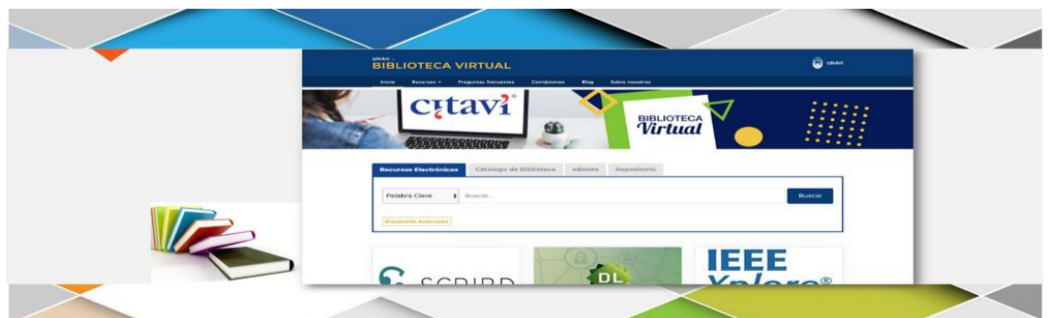 UNAH -
BIBLIOTECA VIRTUAL
UNAH
Inicio Recursos Preguntas frecuentes Contáctenos Blog Sobre nosotros
citavi
BIBLIOTECA
Virtual
Recursos Electrónicos Catálogo de Biblioteca eBooks Repositorio
Palabra Clave Buscar... Buscar
Búsqueda Avanzada
SCRIBD DL IEEE
Xplore®